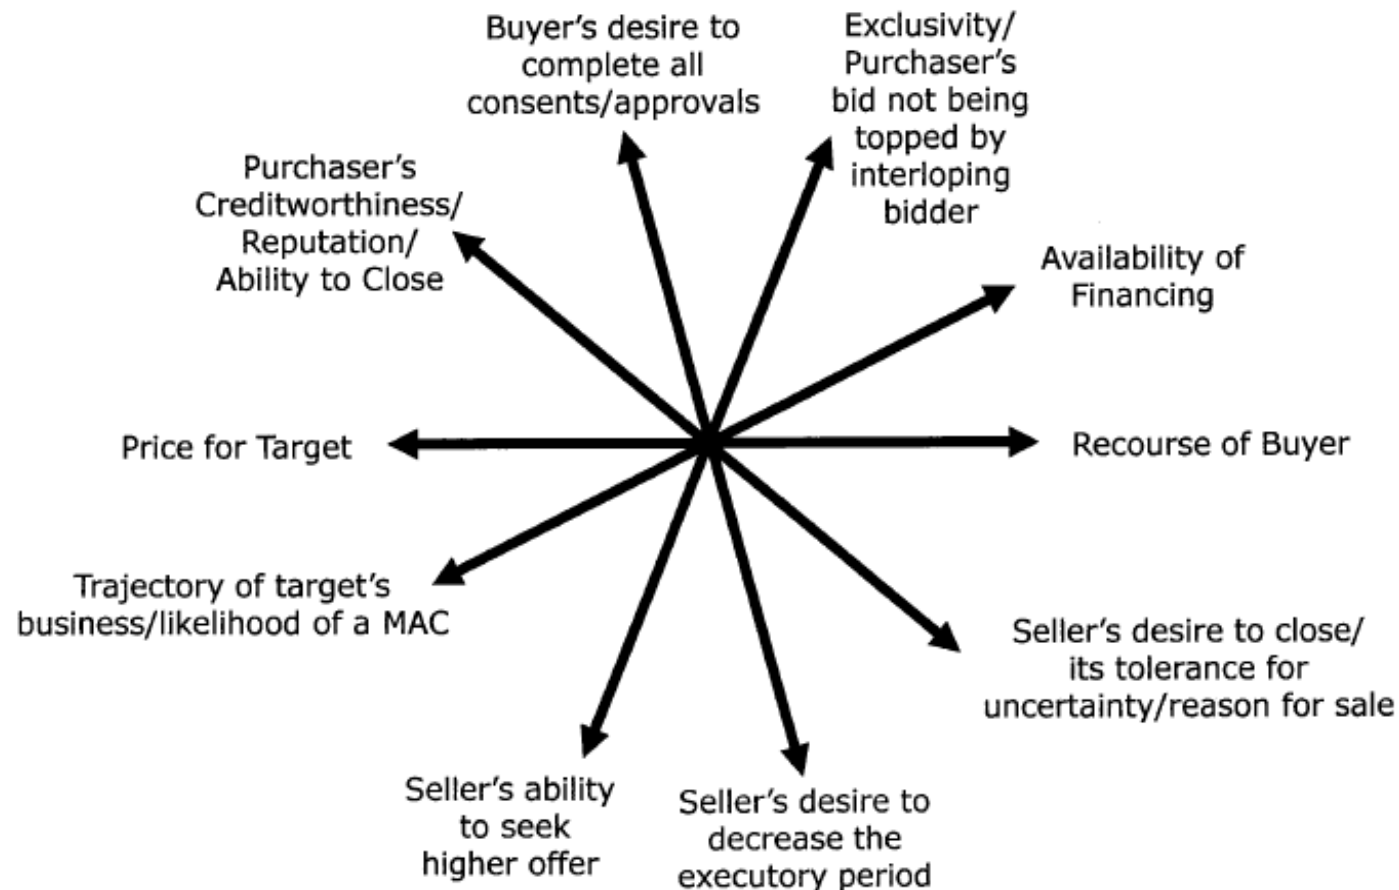 Buyer's desire to
complete all
consents/approvals
Exclusivity/
Purchaser's
bid not being
topped by
interloping
bidder
Purchaser's
Creditworthiness/
Reputation/
Ability to Close
Availability of
Financing
Price for Target
Recourse of Buyer
Trajectory of target's
business/likelihood of a MAC
Seller's desire to close/
its tolerance for
uncertainty/reason for sale
Seller's ability
to seek
higher offer
Seller's desire to
decrease the
executory period